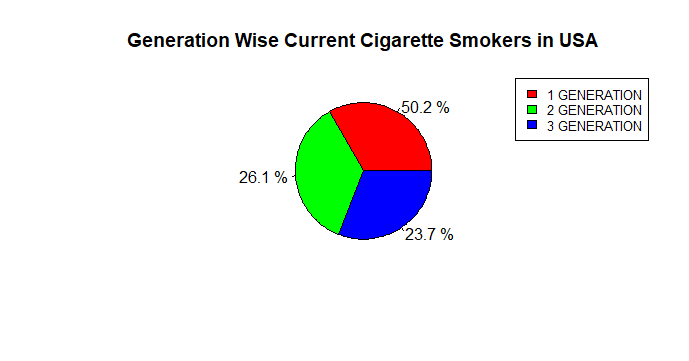 Generation Wise Current Cigarette Smokers in USA
1 GENERATION
2 GENERATION
3 GENERATION
50.2 %
26.1 %
23.7 %